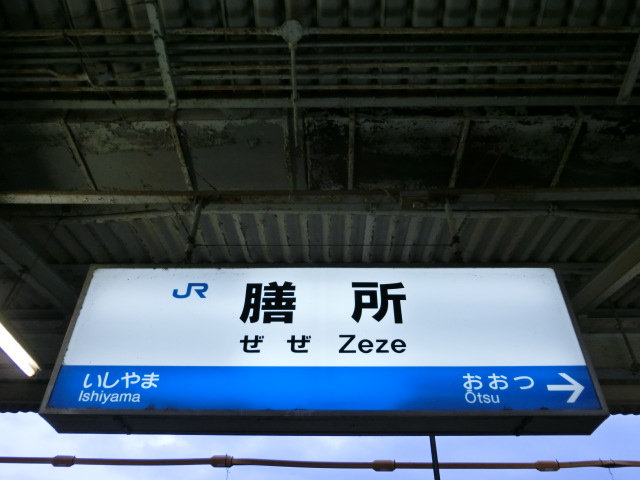 JR 膳所
ぜぜ Zeze
いしやま おおつ →
Ishiyama Ōtsu